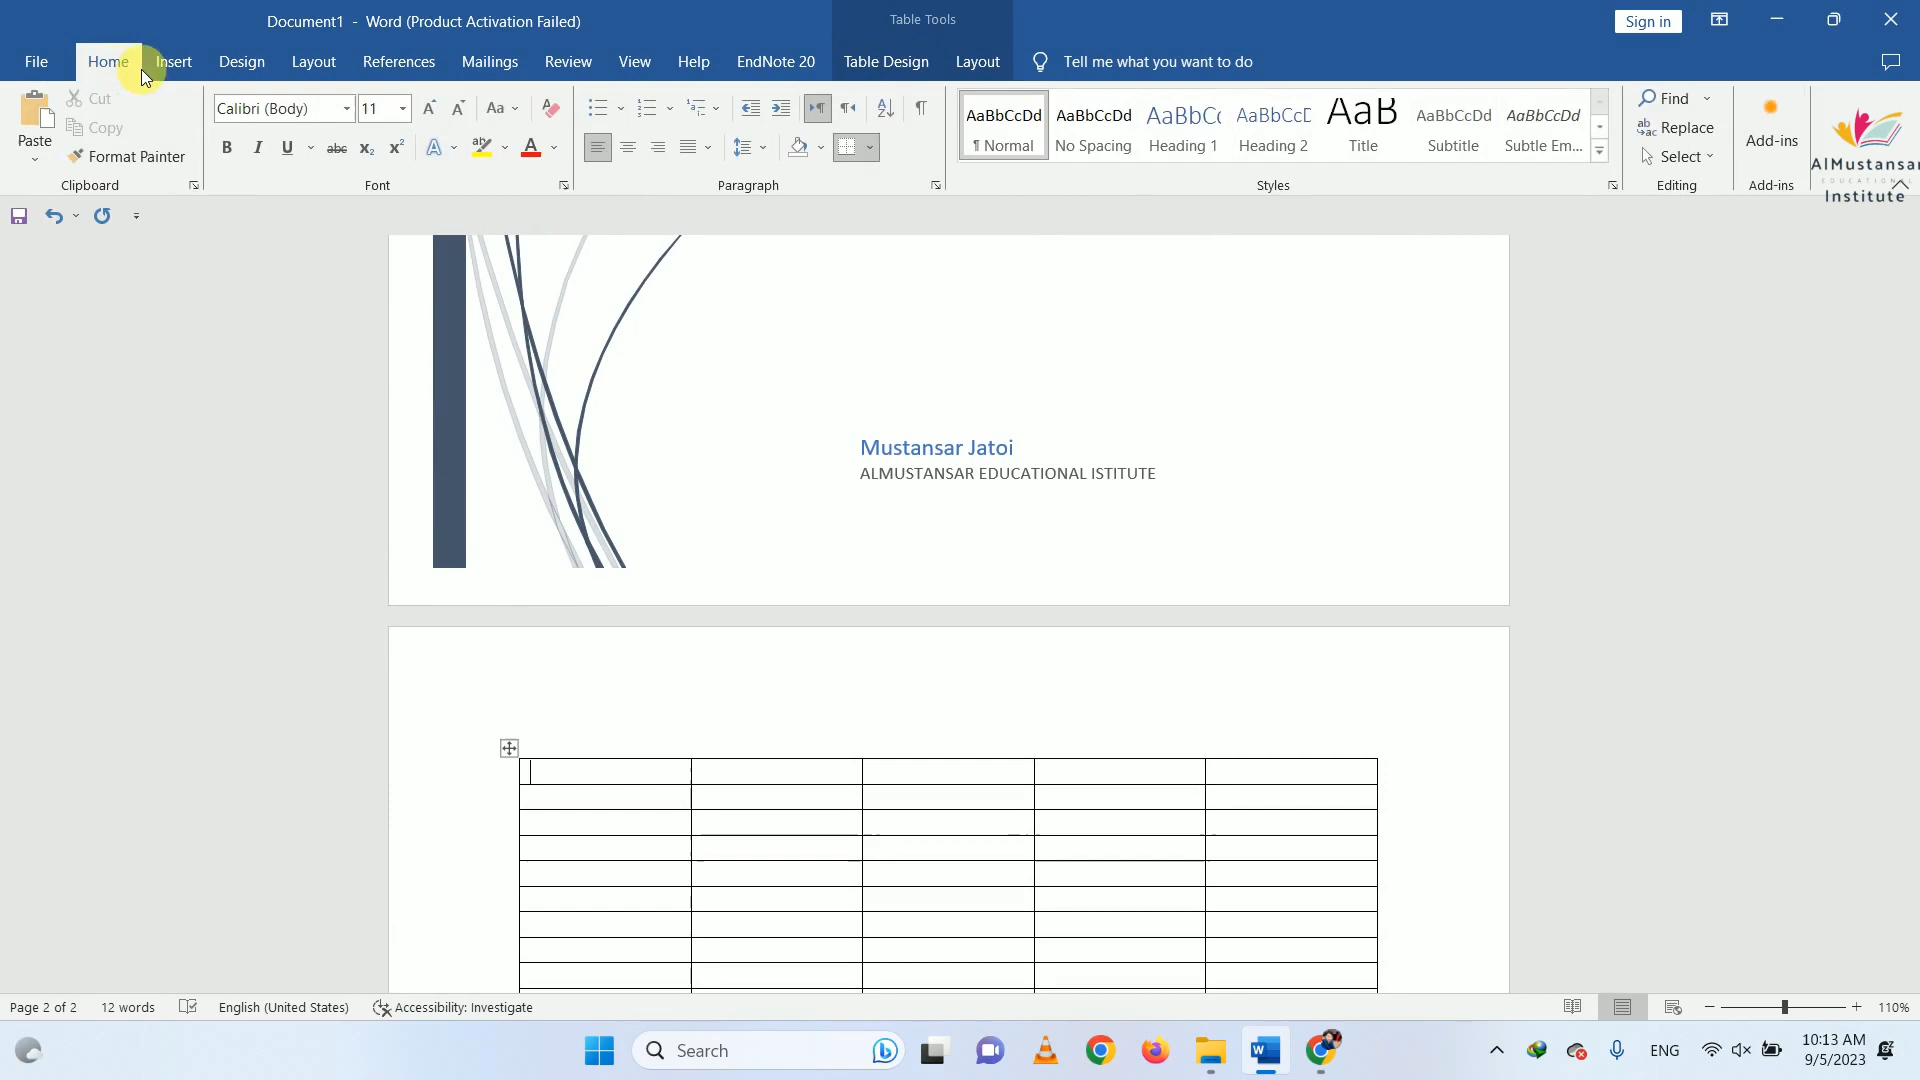 Document1 - Word (Product Activation Failed)
Table Tools
Sign in
File
Home
Insert
Design
Layout
References
Mailings
Review
View
Help
EndNote 20
Table Design
Layout
Tell me what you want to do
Paste
Cut
Copy
Format Painter
Clipboard
Calibri (Body)
11
Font
Paragraph
AaBbCcDd
¶ Normal
AaBbCcDd
No Spacing
AaBbCc
Heading 1
AaBbCcD
Heading 2
AaB
Title
AaBbCcDd
Subtitle
AaBbCcDd
Subtle Em...
Styles
Find
Replace
Select
Editing
Add-ins
Add-ins
AlMustansar
EDUCATIONAL
Institute
Mustansar Jatoi
ALMUSTANSAR EDUCATIONAL ISTITUTE
Page 2 of 2
12 words
English (United States)
Accessibility: Investigate
110%
Search
ENG
10:13 AM
9/5/2023